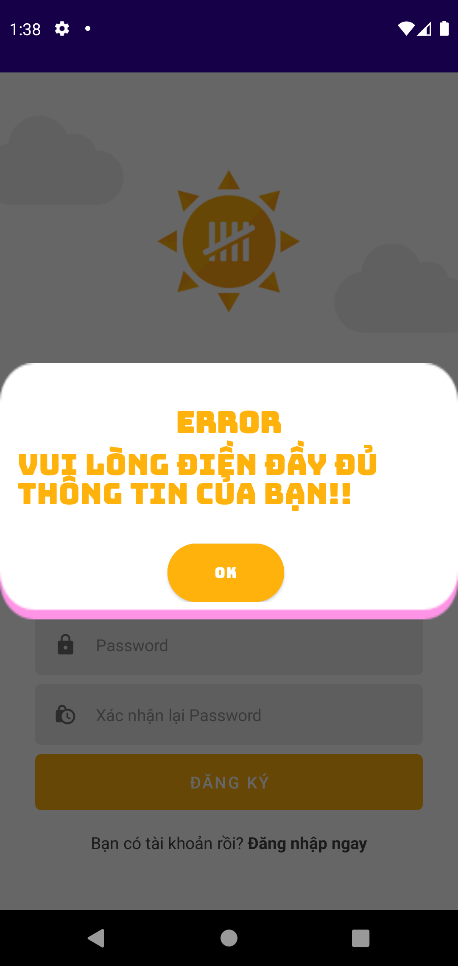 1:38
ERROR
VUI LÒNG ĐIỀN ĐẦY ĐỦ
THÔNG TIN CỦA BẠN!!
OK
Password
Xác nhận lại Password
ĐĂNG KÝ
Bạn có tài khoản rồi? Đăng nhập ngay